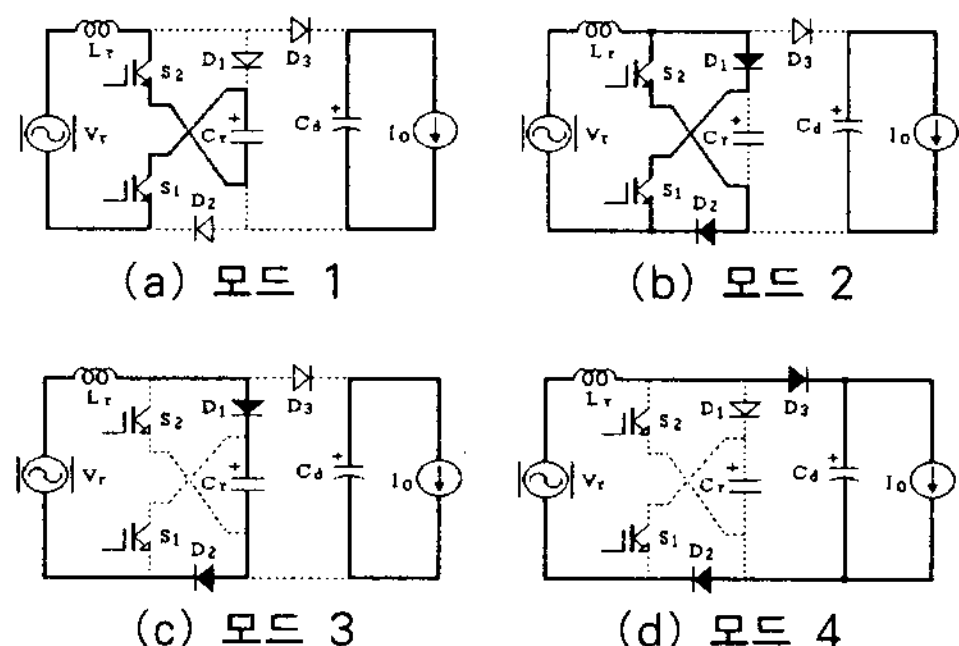 Lr
S2
D1
D3
Vr
Cr
+
Cd
+
Io
S1
D2
(a) 모드 1
Lr
S2
D1
D3
Vr
Cr
+
Cd
+
Io
S1
D2
(b) 모드 2
Lr
S2
D1
D3
Vr
Cr
+
Cd
+
Io
S1
D2
(c) 모드 3
Lr
S2
D1
D3
Vr
Cr
+
Cd
+
Io
S1
D2
(d) 모드 4